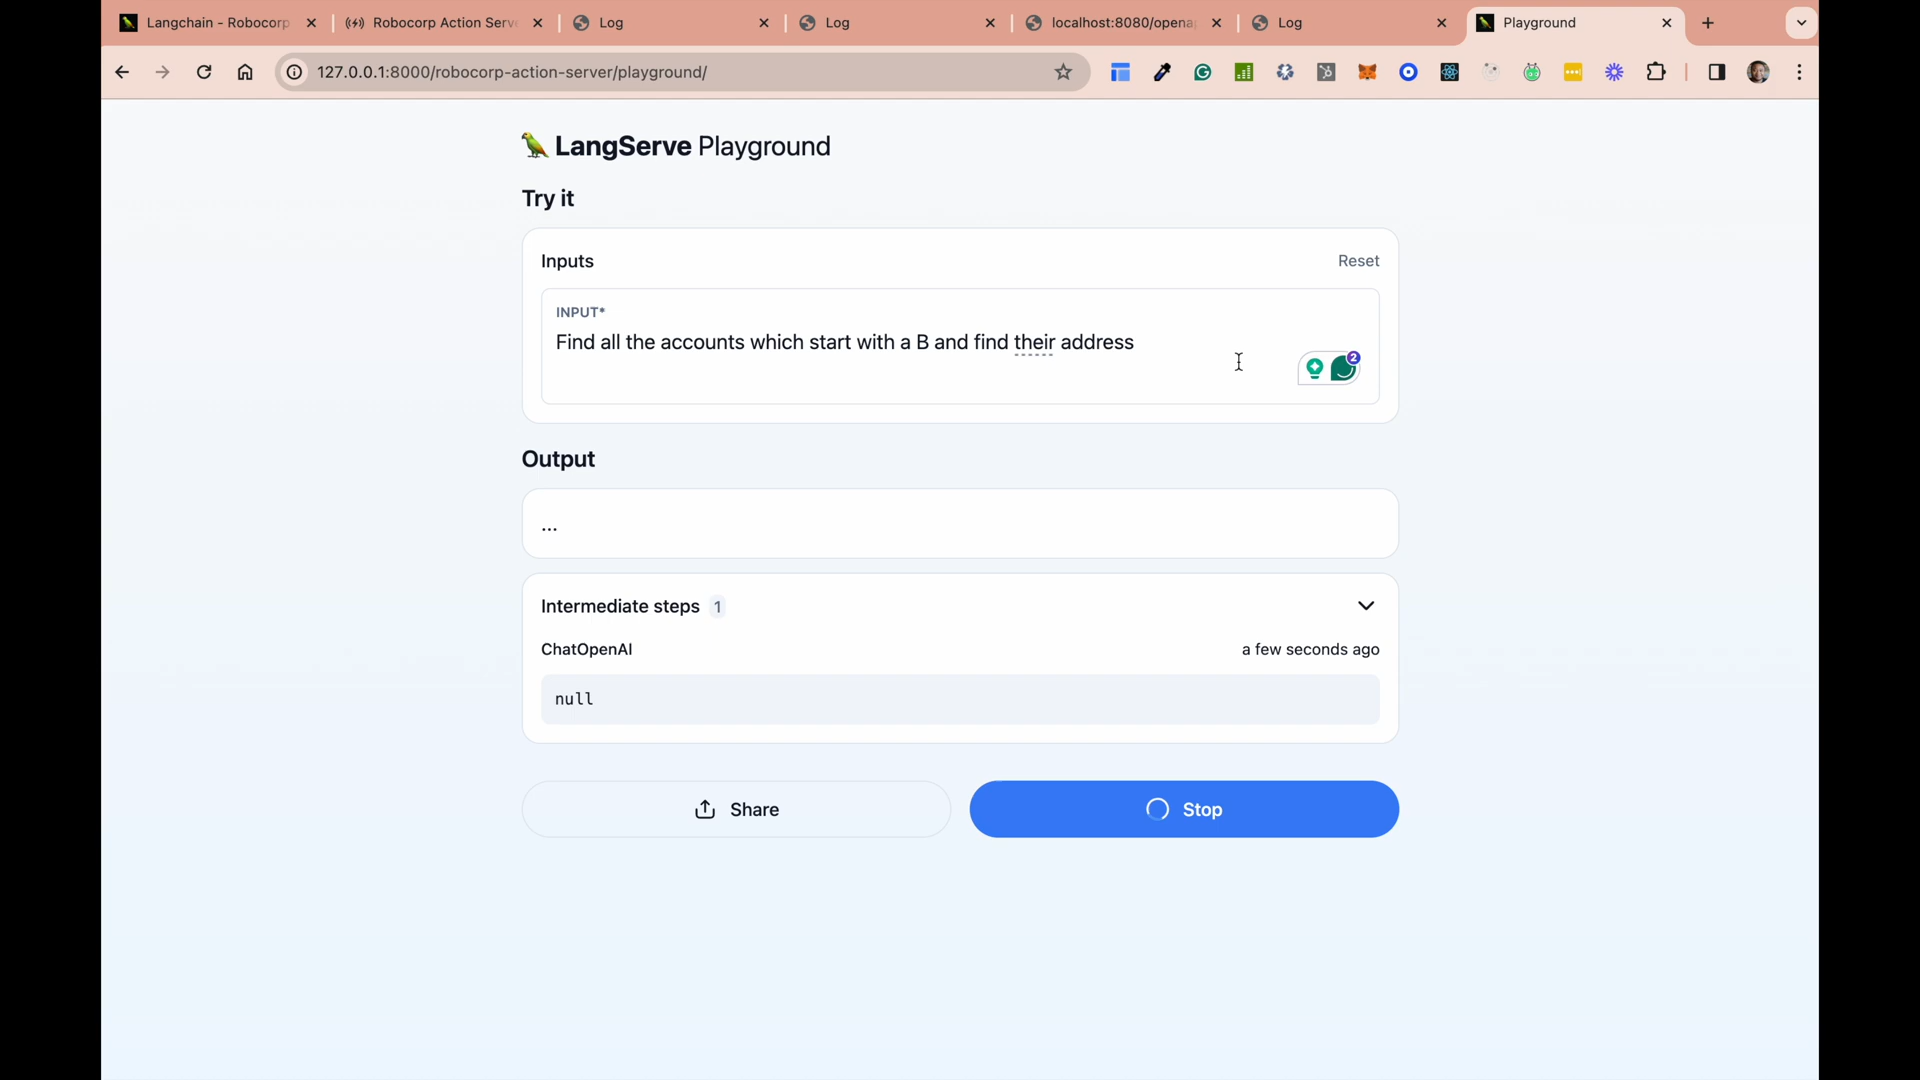 Langchain - Robocorp
Robocorp Action Serve
Log
Log
localhost:8080/opena
Log
Playground
127.0.0.1:8000/robocorp-action-server/playground/
LangServe Playground
Try it
Inputs
Reset
INPUT*
Find all the accounts which start with a B and find their address
2
Output
...
Intermediate steps 1
ChatOpenAI
a few seconds ago
null
Share
Stop